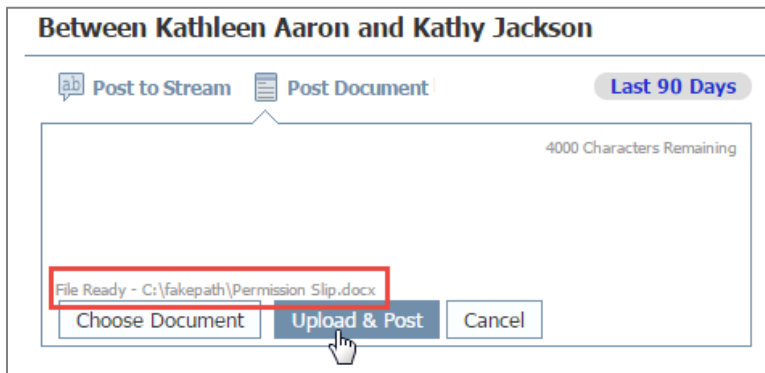 Between Kathleen Aaron and Kathy Jackson
ab Post to Stream Post Document Last 90 Days
4000 Characters Remaining
File Ready - C:\fakepath\Permission Slip.docx
Choose Document Upload & Post Cancel